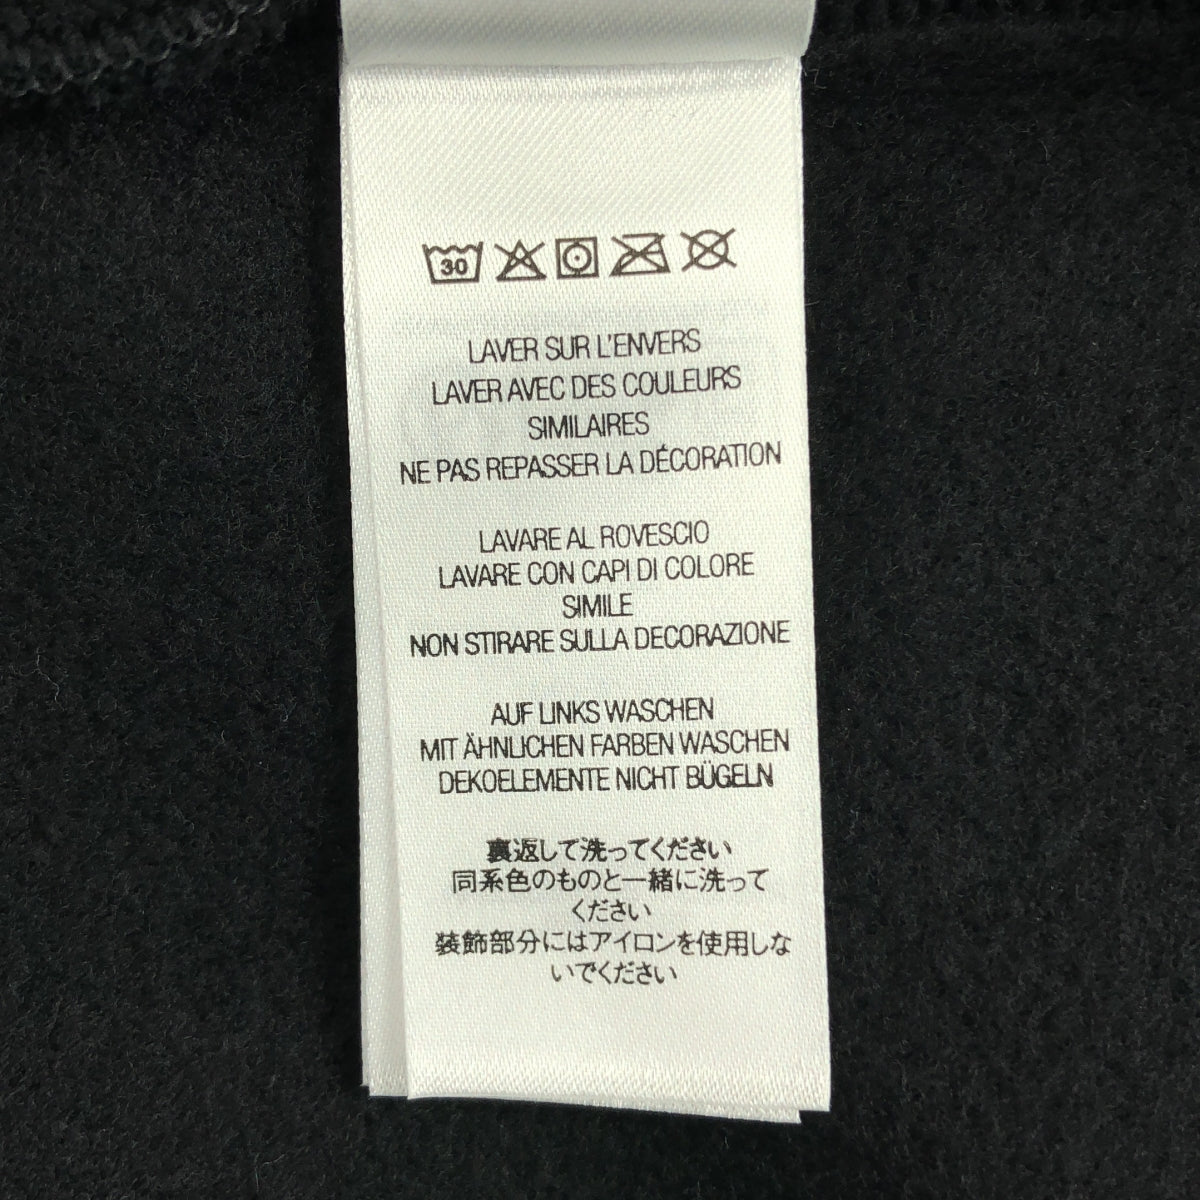 30
LAVER SUR L'ENVERS
LAVER AVEC DES COULEURS
SIMILAIRES
NE PAS REPASSER LA DÉCORATION
LAVARE AL ROVESCIO
LAVARE CON CAPI DI COLORE
SIMILE
NON STIRARE SULLA DECORAZIONE
AUF LINKS WASCHEN
MIT ÄHNLICHEN FARBEN WASCHEN
DEKOELEMENTE NICHT BÜGELN
裏返して洗ってください
同系色のものと一緒に洗って
ください
装飾部分にはアイロンを使用しな
いでください